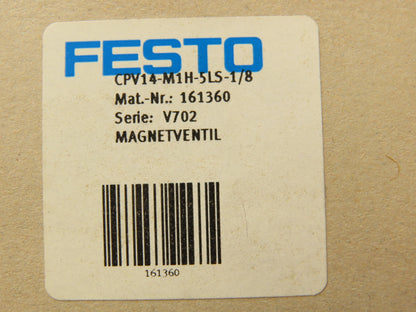 FESTO
CPV14-M1H-5LS-1/8
Mat.-Nr.: 161360
Serie: V702
MAGNETVENTIL
161360